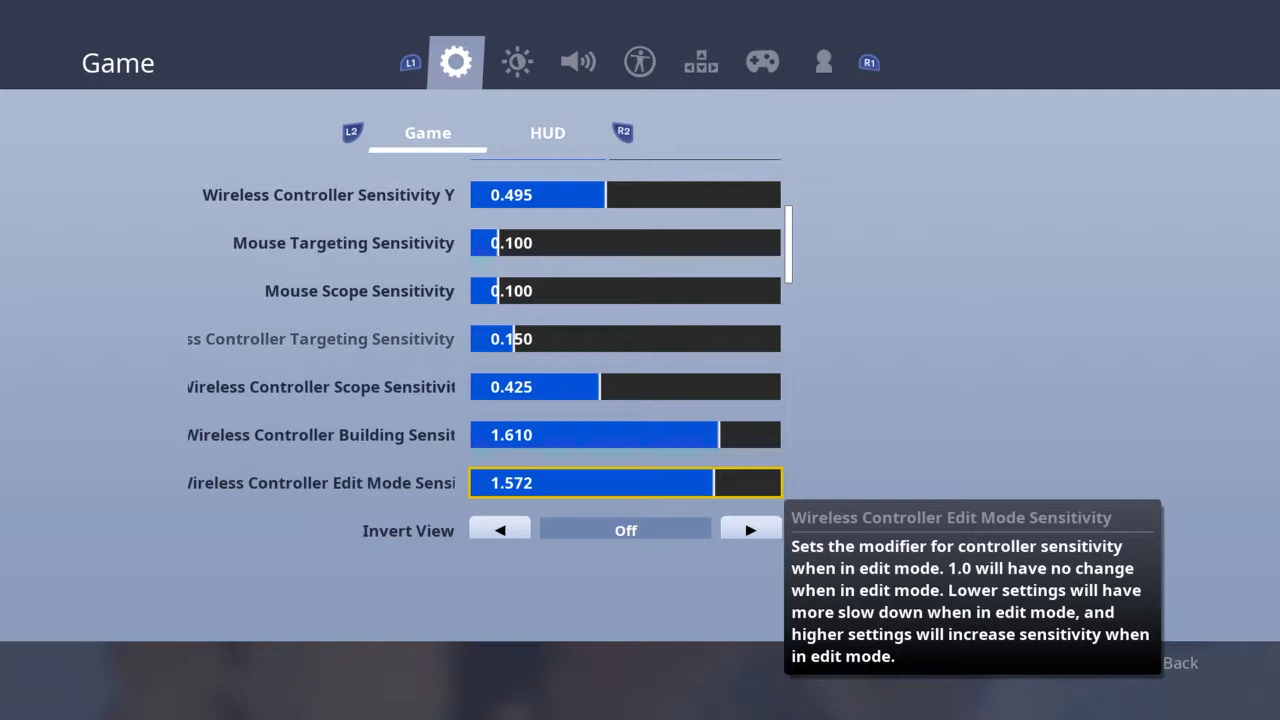 Game
L1
R1
L2
Game
HUD
R2
Wireless Controller Sensitivity Y
0.495
Mouse Targeting Sensitivity
0.100
Mouse Scope Sensitivity
0.100
ss Controller Targeting Sensitivity
0.150
Wireless Controller Scope Sensitivit
0.425
Wireless Controller Building Sensit
1.610
Wireless Controller Edit Mode Sensi
1.572
Invert View
Off
Wireless Controller Edit Mode Sensitivity
Sets the modifier for controller sensitivity
when in edit mode. 1.0 will have no change
when in edit mode. Lower settings will have
more slow down when in edit mode, and
higher settings will increase sensitivity when
in edit mode.
Back